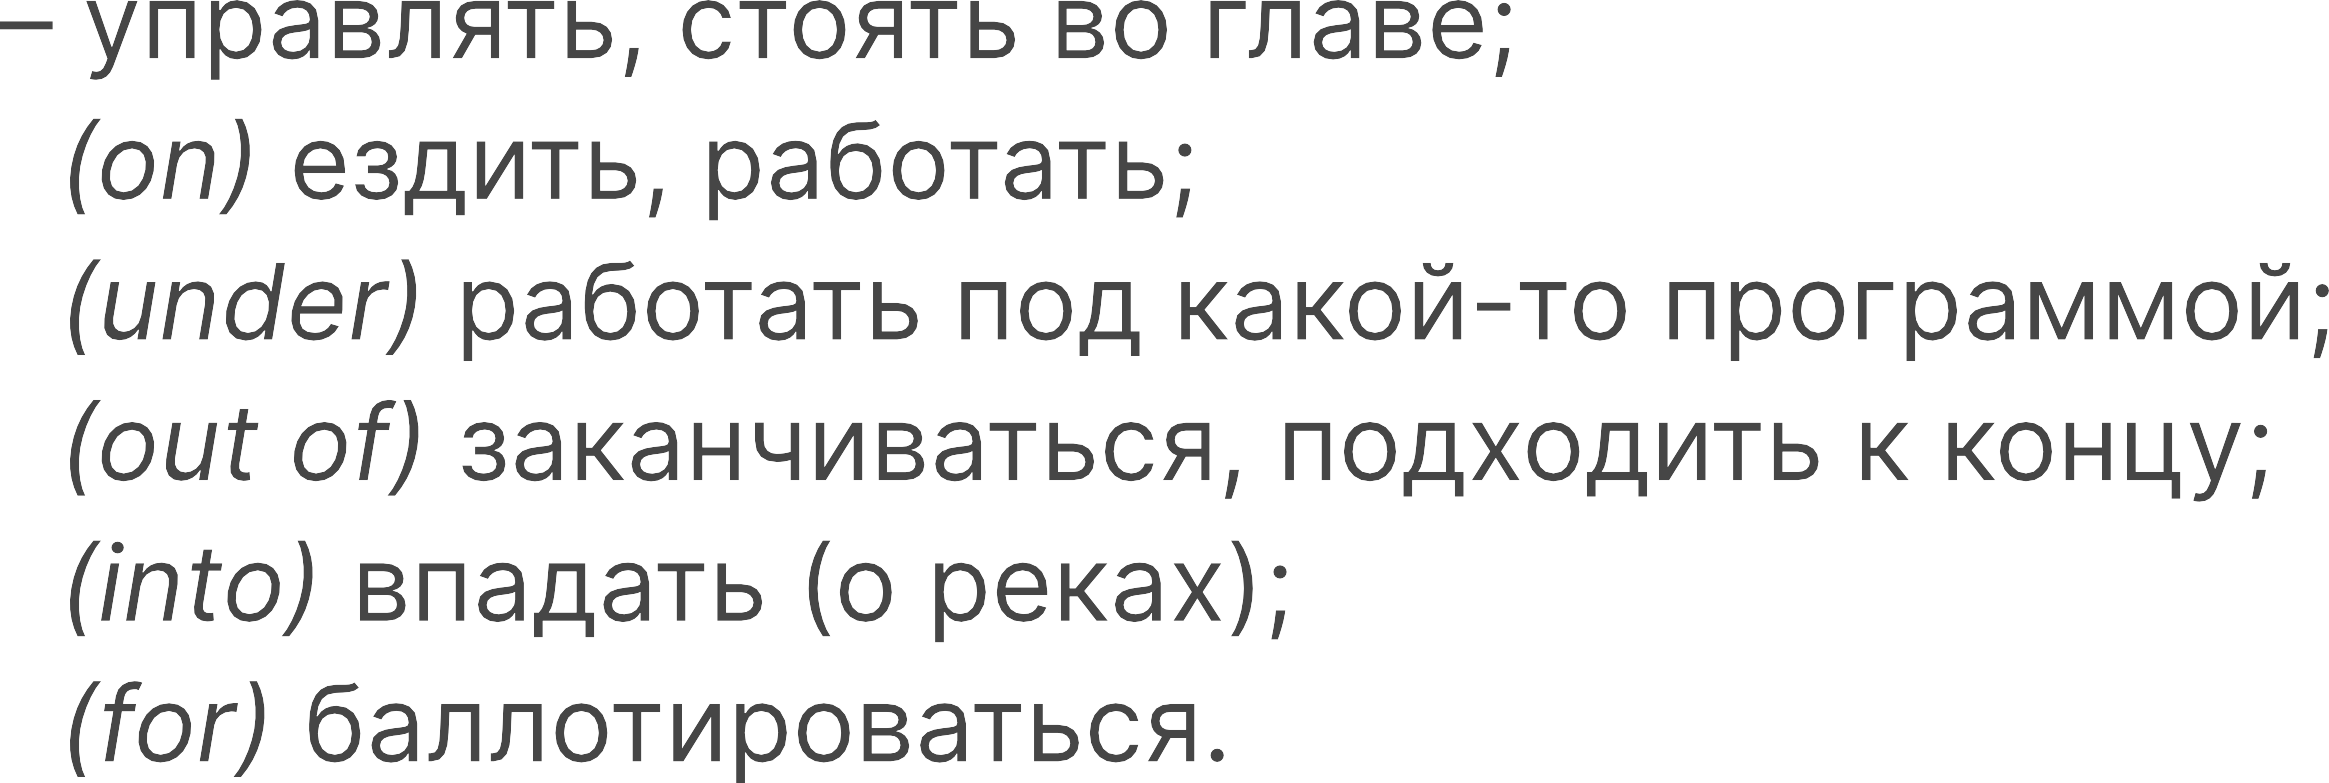 – управлять, стоять во главе;
(on) ездить, работать;
(under) работать под какой-то программой;
(out of) заканчиваться, подходить к концу;
(into) впадать (о реках);
(for) баллотироваться.